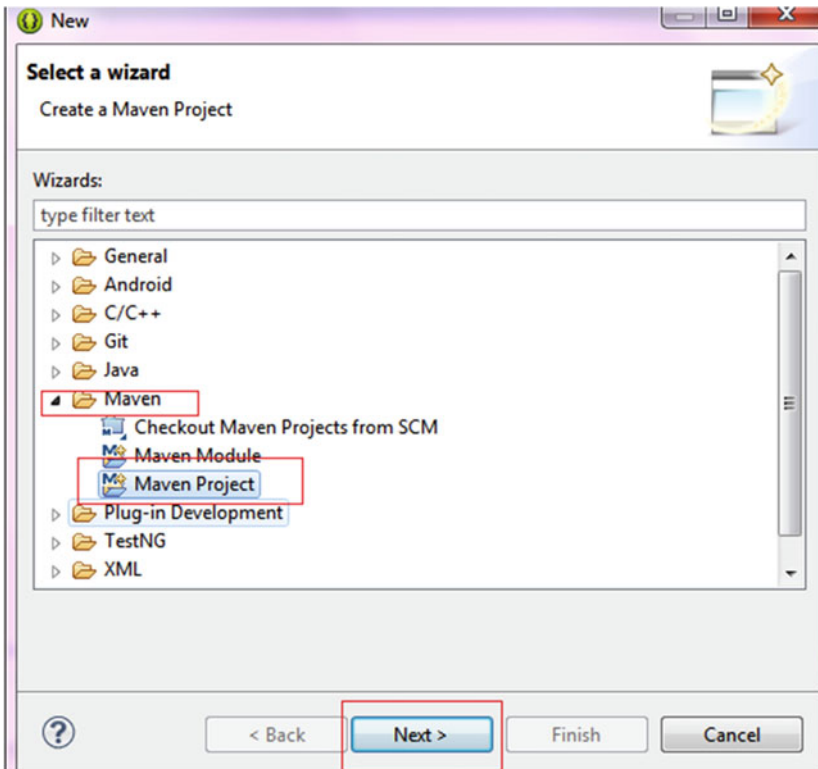 New
Select a wizard
Create a Maven Project
Wizards:
type filter text
General
Android
C/C++
Git
Java
Maven
Checkout Maven Projects from SCM
Maven Module
Maven Project
Plug-in Development
TestNG
XML
? < Back Next > Finish Cancel